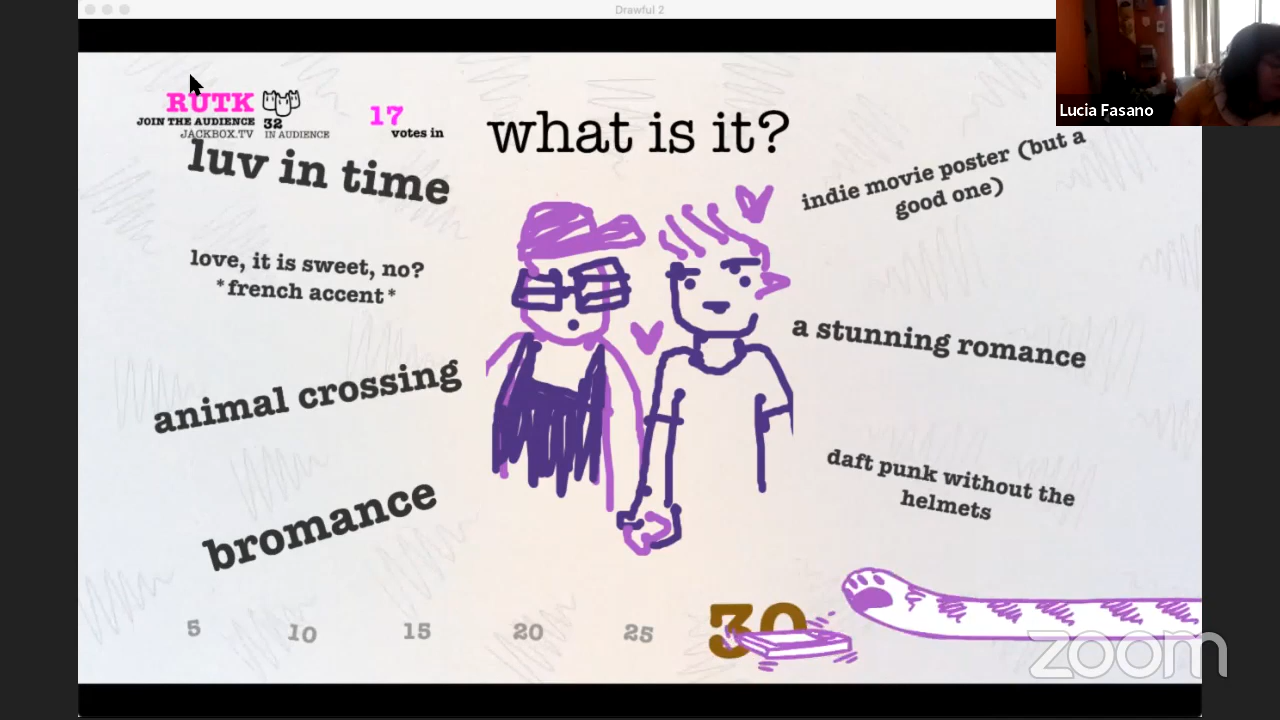 Drawful 2
RUTK
JOIN THE AUDIENCE
JACKBOX.TV
32
IN AUDIENCE
17
votes in
what is it?
Lucia Fasano
luv in time
indie movie poster (but a
good one)
love, it is sweet, no?
*french accent*
a stunning romance
animal crossing
daft punk without the
helmets
bromance
5 10 15 20 25 30
zoom